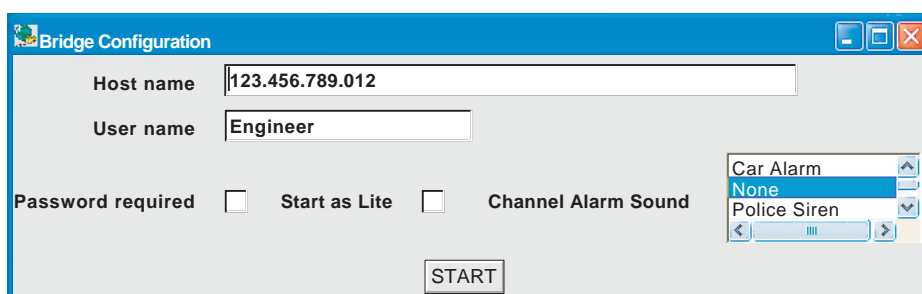 Bridge Configuration
Host name 123.456.789.012
User name Engineer
Car Alarm
None
Police Siren
Password required Start as Lite Channel Alarm Sound
START